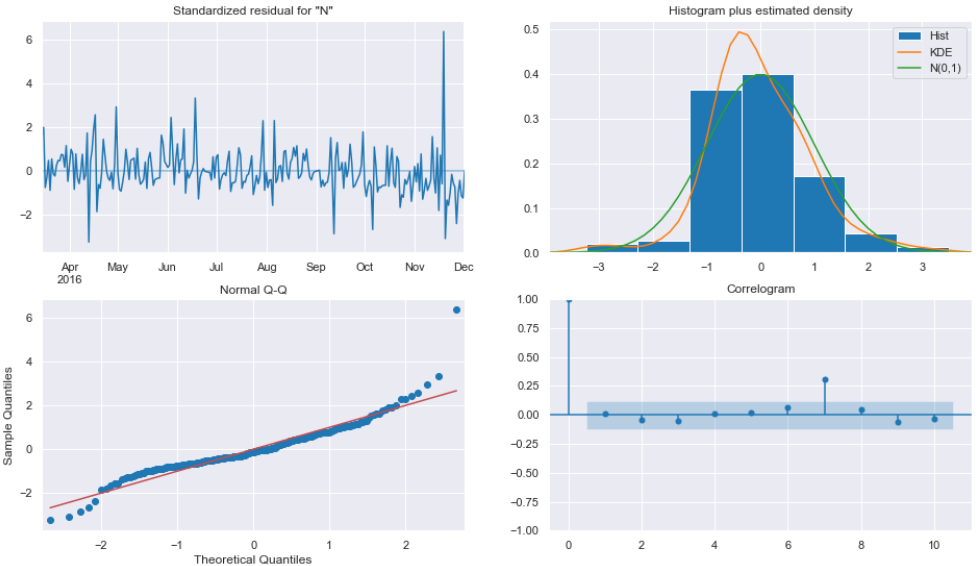 Standardized residual for "N"
6
4
2
0
−2
Apr
2016
May
Jun
Jul
Aug
Sep
Oct
Nov
Dec
Histogram plus estimated density
0.5
0.4
0.3
0.2
0.1
0.0
−3
−2
−1
0
1
2
3
Hist
KDE
N(0,1)
Normal Q-Q
Sample Quantiles
6
4
2
0
−2
−2
−1
0
1
2
Theoretical Quantiles
Correlogram
1.00
0.75
0.50
0.25
0.00
−0.25
−0.50
−0.75
−1.00
0
2
4
6
8
10